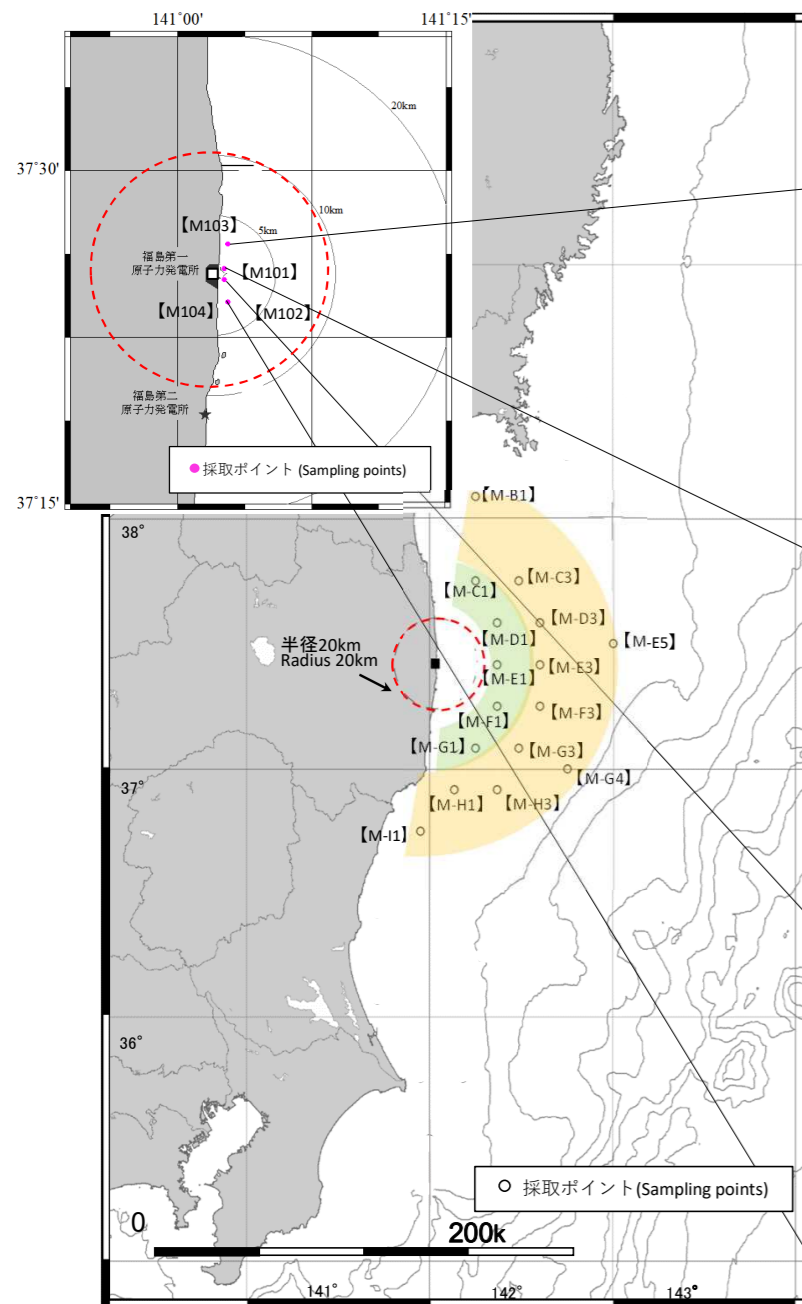 141°00'
141°15'
20km
37°30'
10km
【M103】
5km
福島第一
原子力発電所
【M101】
【M104】
【M102】
福島第二
原子力発電所
採取ポイント(Sampling points)
37°15'
【M-B1】
38°
【M-C1】
【M-C3】
【M-D3】
半径20km
Radius 20km
【M-D1】
【M-E5】
【M-E1】
【M-E3】
【M-F1】
【M-F3】
【M-G1】
【M-G3】
37°
【M-G4】
【M-H1】
【M-H3】
【M-I1】
36°
採取ポイント(Sampling points)
0
200k
141°
142°
143°